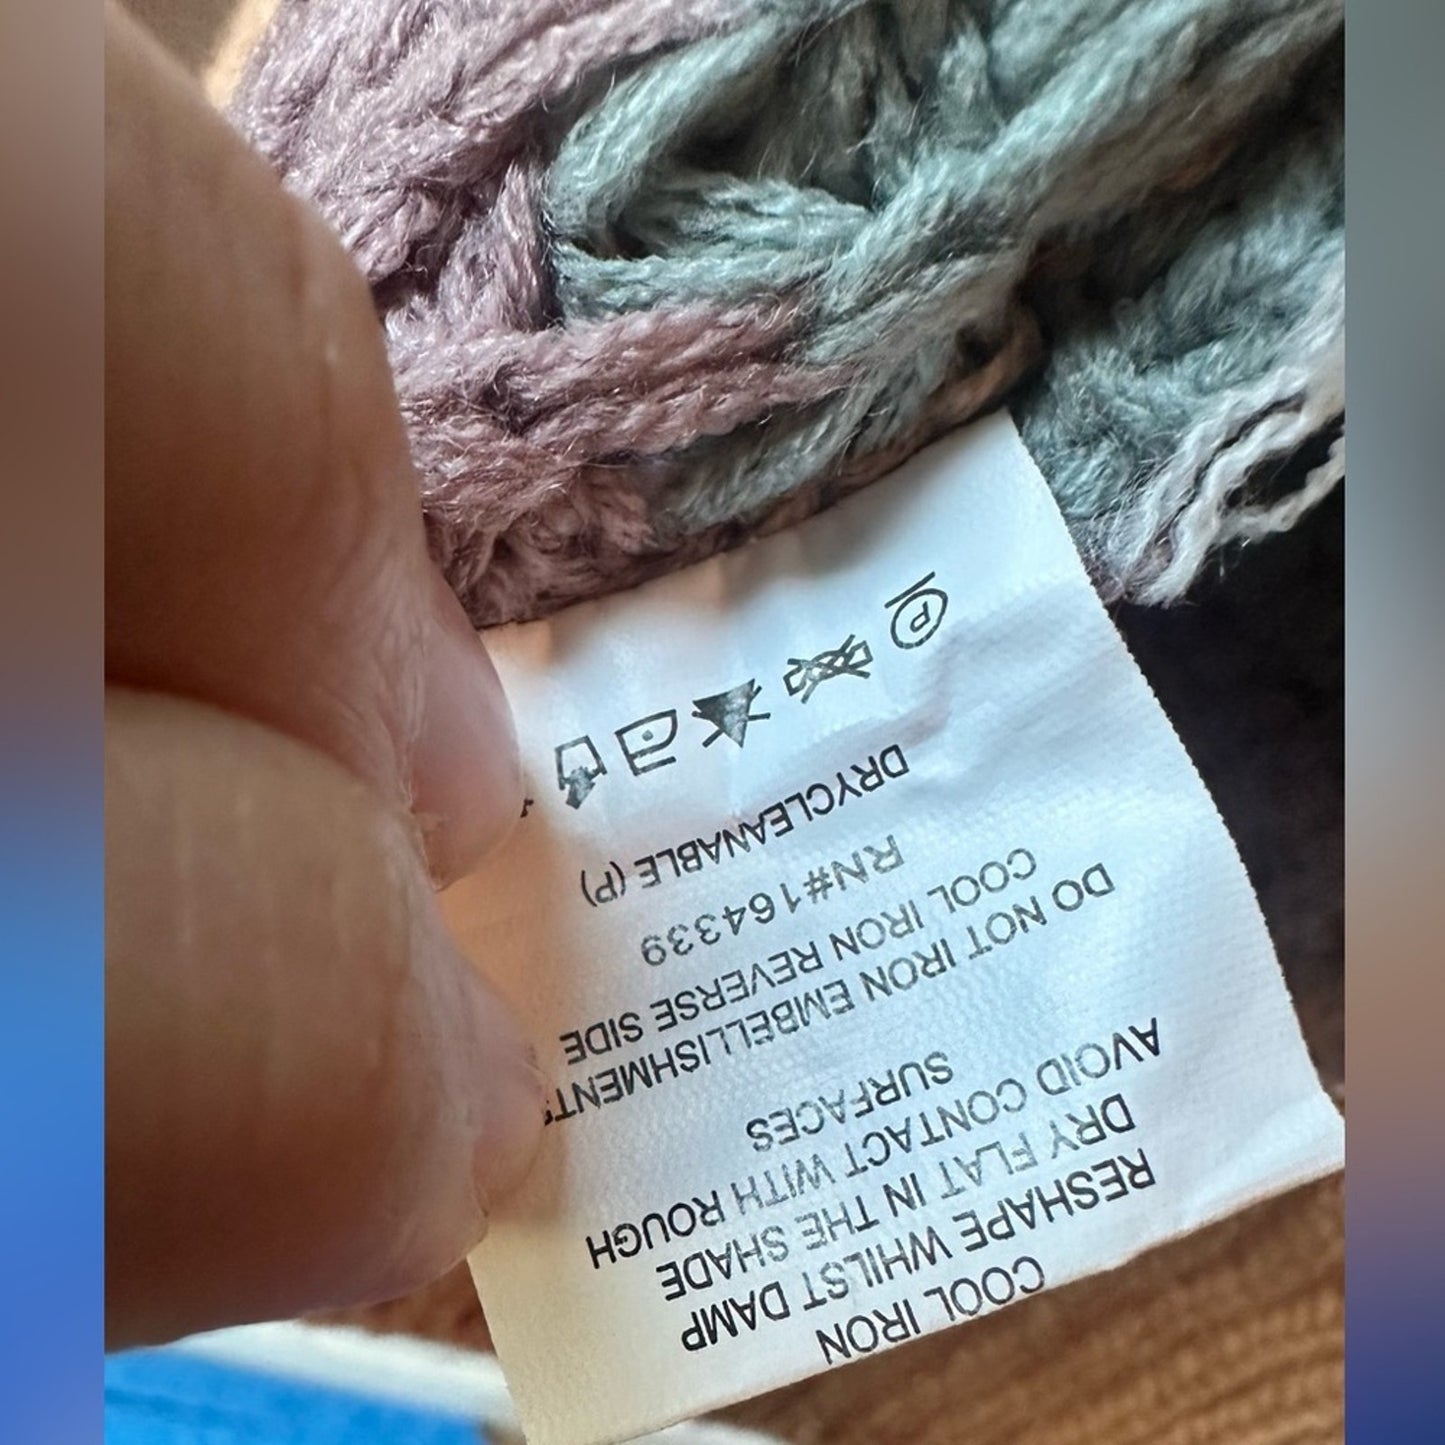 COOL IRON
RESHAPE WHILST DAMP
DRY FLAT IN THE SHADE
AVOID CONTACT WITH ROUGH
SURFACES
DO NOT IRON EMBELLISHMENTS
COOL IRON REVERSE SIDE
RN#164339
DRYCLEANABLE (P)
P